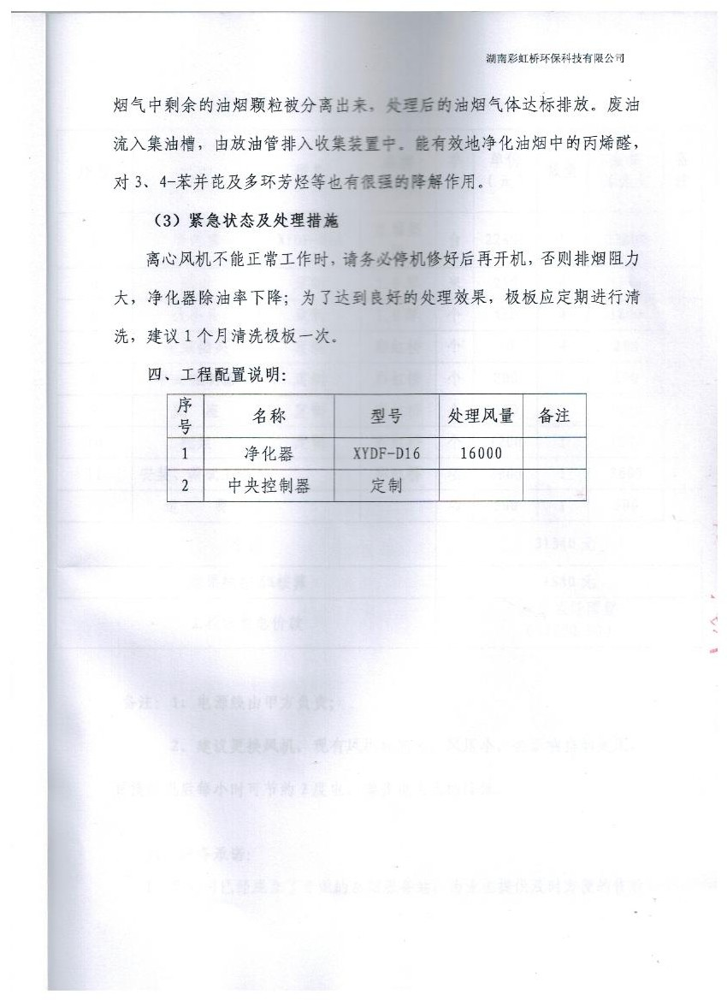 湖南彩虹桥环保科技有限公司
烟气中剩余的油烟颗粒被分离出来，处理后的油烟气体达标排放。废油
流入集油槽，由放油管排入收集装置中。能有效地净化油烟中的丙烯醛，
对 3、4-苯并芘及多环芳烃等也有很强的降解作用。
（3）紧急状态及处理措施
离心风机不能正常工作时，请务必停机修好后再开机，否则排烟阻力
大，净化器除油率下降；为了达到良好的处理效果，极板应定期进行清
洗，建议 1 个月清洗极板一次。
四、工程配置说明：
序号 名称 型号 处理风量 备注
1 净化器 XYDF-D16 16000
2 中央控制器 定制